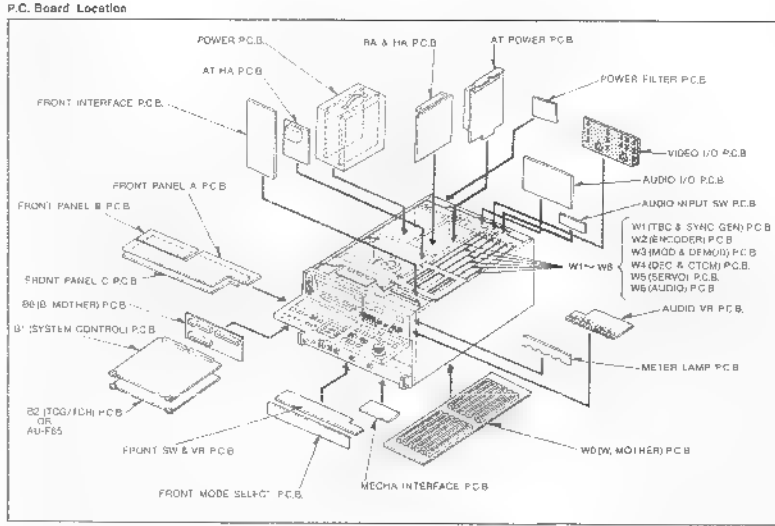 P.C. Board Location
POWER P.C.B.
AT HA P.C.B
FRONT INTERFACE P.C.B.
RA & HA P.C.B
AT POWER P.C.B
POWER FILTER P.C.B
VIDEO I/O P.C.B
AUDIO I/O P.C.B
AUDIO INPUT SW P.C.B
FRONT PANEL A P.C.B
FRONT PANEL B P.C.B
FRONT PANEL C P.C.B
W1~W6
W1 (TBC & SYNC GEN) P.C.B
W2 (ENCODER) P.C.B
W3 (MOD & DEMOD) P.C.B
W4 (DEC & CTCM) P.C.B.
W5 (SERVO) P.C.B.
W6 (AUDIO) P.C.B
B0 (B. MOTHER) P.C.B
B1 (SYSTEM CONTROL) P.C.B
AUDIO VR P.C.B.
METER LAMP P.C.B
B2 (TCG/TCR) P.C.B
OR
AU-F65
FRONT SW & VR P.C.B
FRONT MODE SELECT P.C.B.
MECHA INTERFACE P.C.B
W0 (W, MOTHER) P.C.B